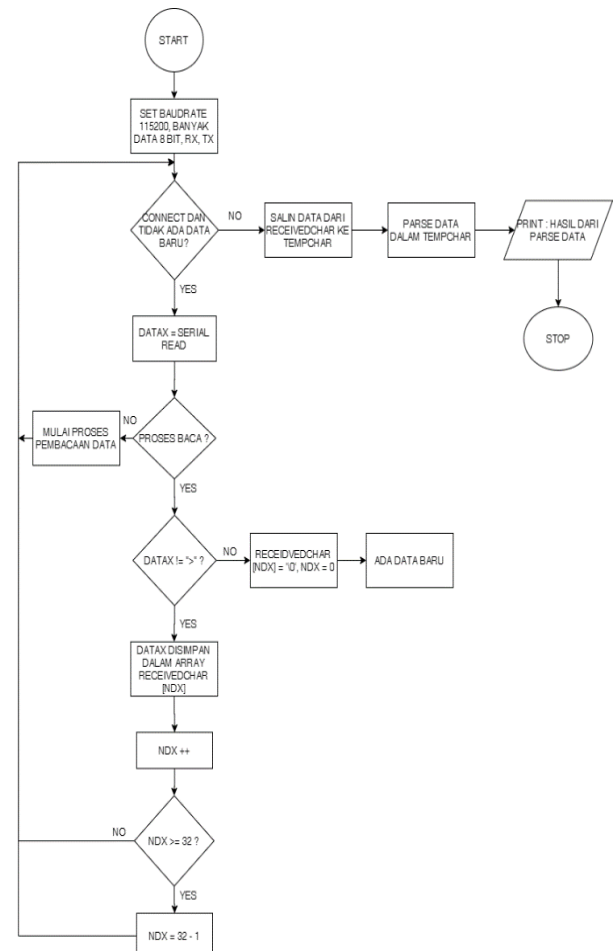 START
SET BAUDRATE
115200, BANYAK
DATA 8 BIT, RX, TX
CONNECT DAN
TIDAK ADA DATA
BARU?
NO
SALIN DATA DARI
RECEIVEDCHAR KE
TEMPCHAR
PARSE DATA
DALAM TEMPCHAR
PRINT : HASIL DARI
PARSE DATA
YES
STOP
DATAX = SERIAL
READ
MULAI PROSES
PEMBACAAN DATA
NO
PROSES BACA ?
YES
DATAX != ">" ?
NO
RECEIDVEDCHAR
[NDX] = '\0', NDX = 0
ADA DATA BARU
YES
DATAX DISIMPAN
DALAM ARRAY
RECEIVEDCHAR
[NDX]
NDX ++
NO
NDX >= 32 ?
YES
NDX = 32 - 1